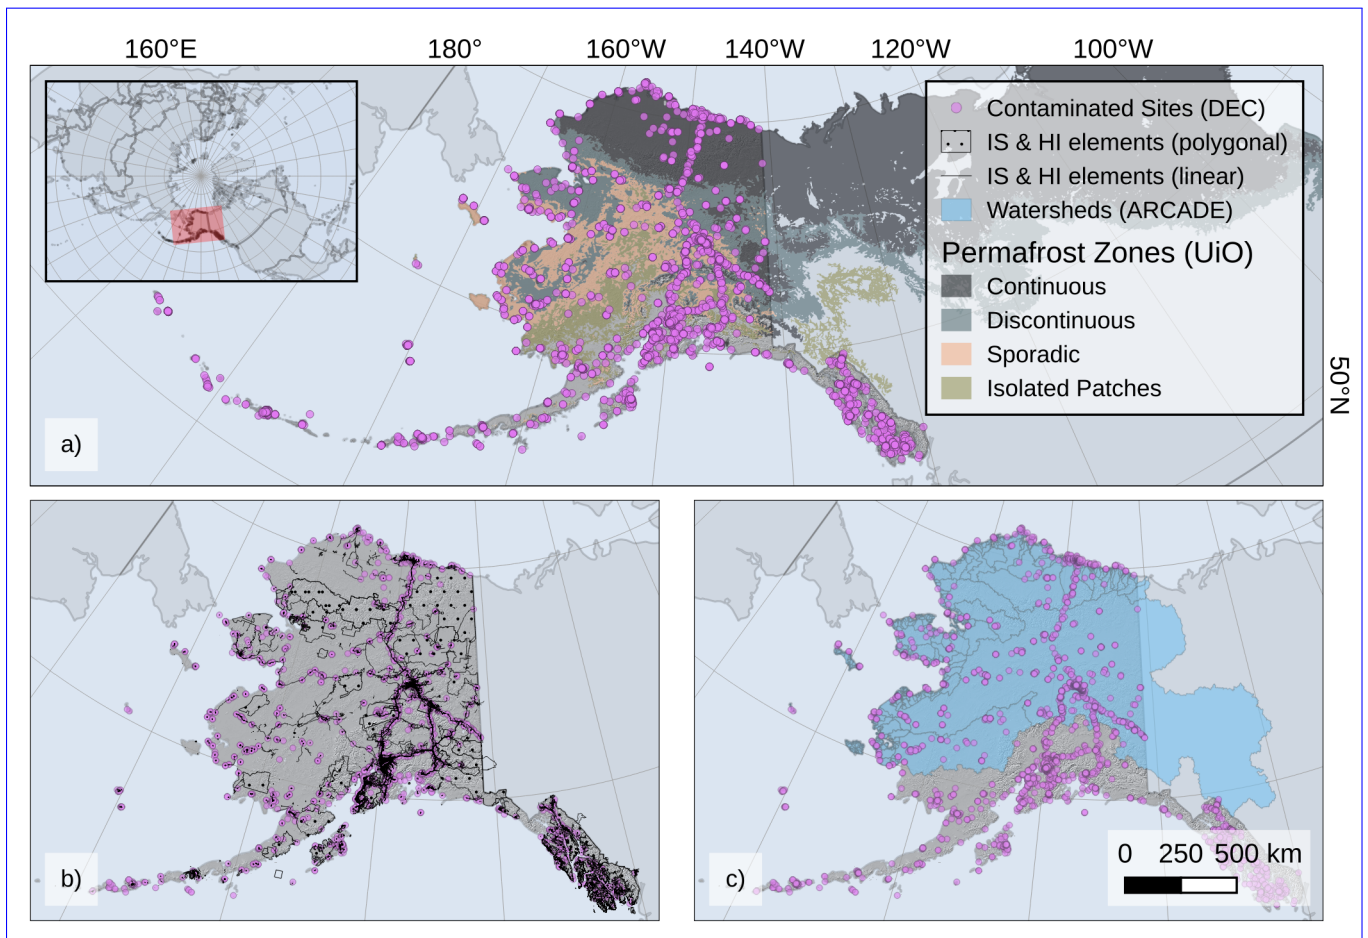 160°E 180° 160°W 140°W 120°W 100°W
Contaminated Sites (DEC)
IS & HI elements (polygonal)
IS & HI elements (linear)
Watersheds (ARCADE)
Permafrost Zones (UiO)
Continuous
Discontinuous
Sporadic
Isolated Patches
50°N
a)
b)
c)
0 250 500 km